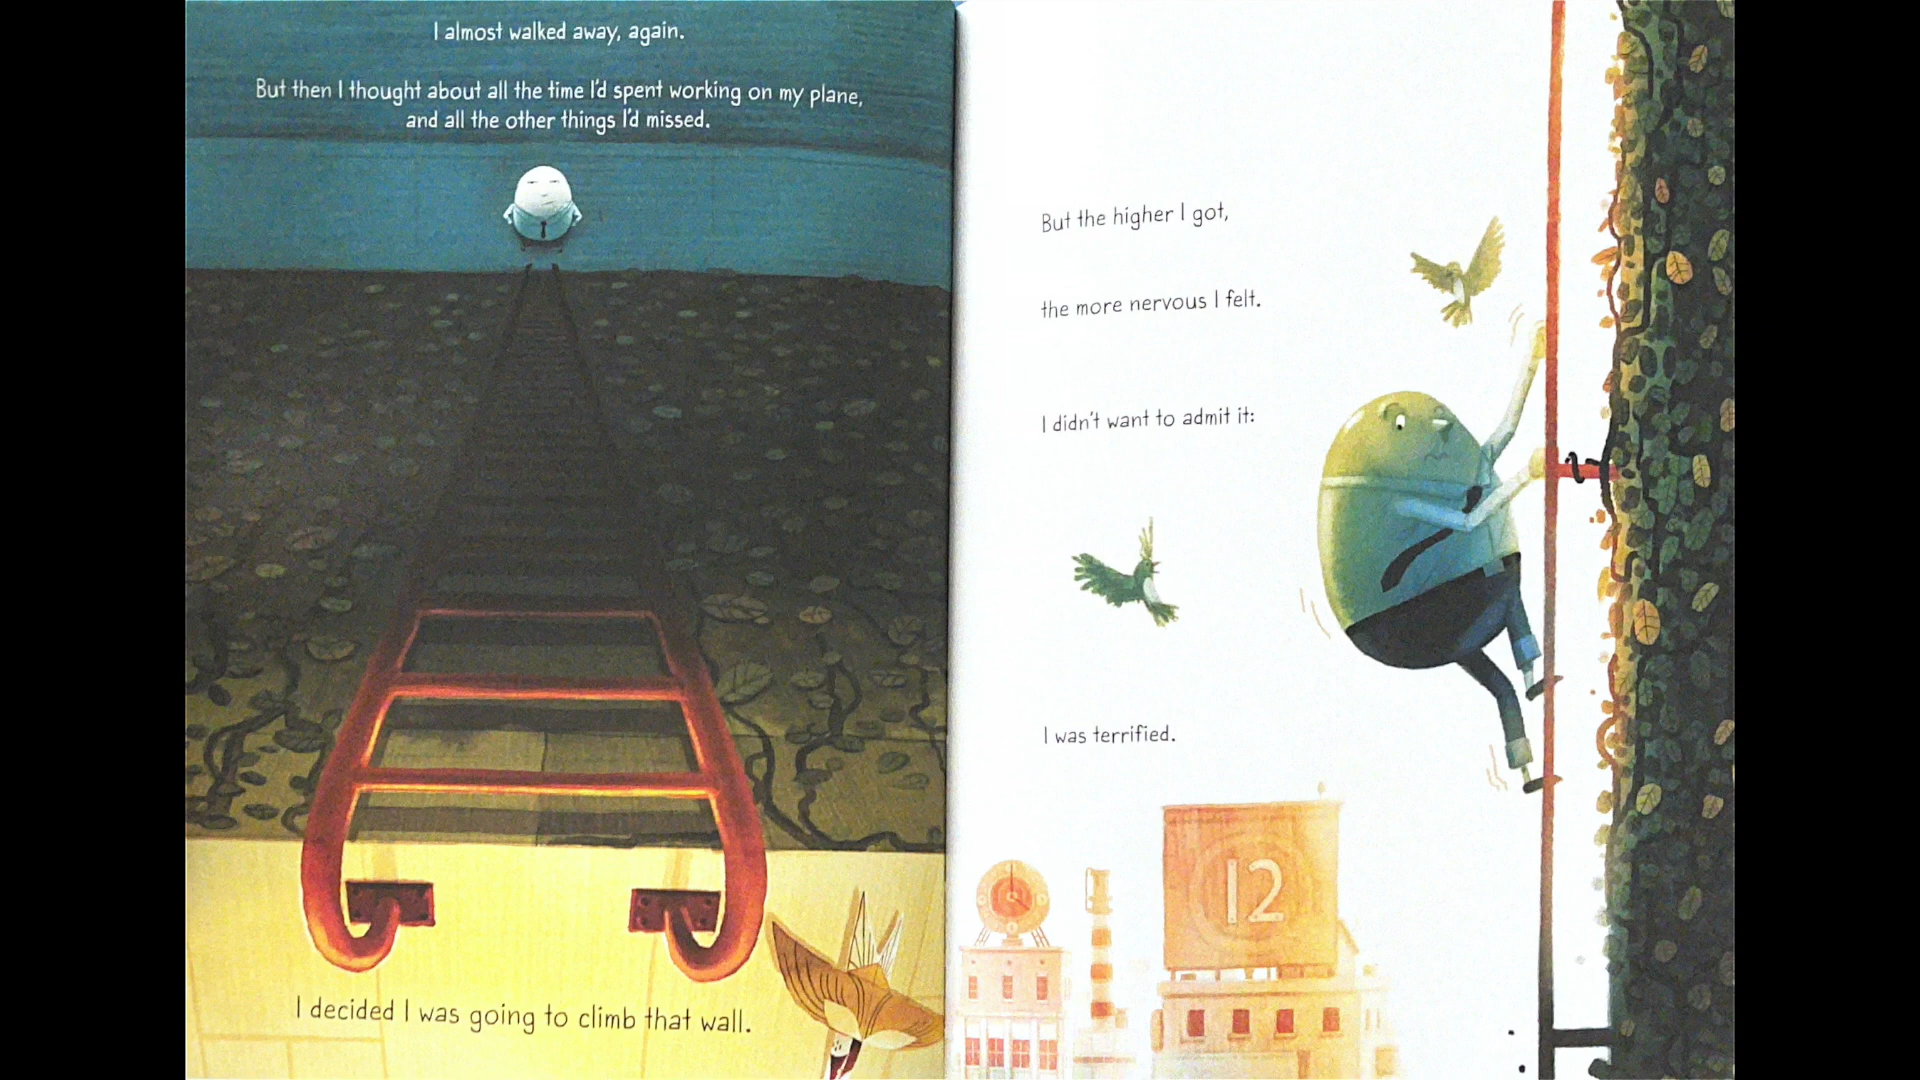 I almost walked away, again.
But then I thought about all the time I'd spent working on my plane,
and all the other things I'd missed.
I decided I was going to climb that wall.
But the higher I got,
the more nervous I felt.
I didn't want to admit it:
I was terrified.
12